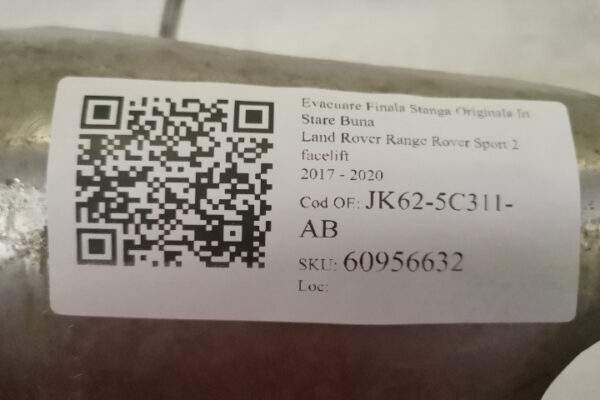 Evacuare Finala Stanga Originala In
Stare Buna
Land Rover Range Rover Sport 2
facelift
2017 - 2020
Cod OE: JK62-5C311-
AB
SKU: 60956632
Loc: